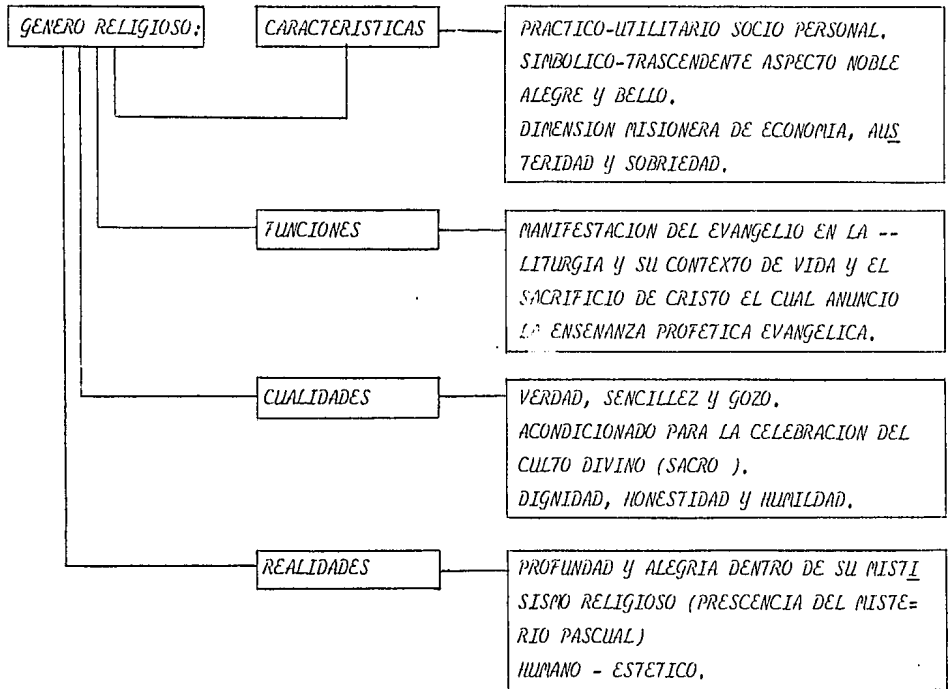 GENERO RELIGIOSO:
CARACTERISTICAS
PRACTICO-UTILITARIO SOCIO PERSONAL.
SIMBOLICO-TRASCENDENTE ASPECTO NOBLE
ALEGRE Y BELLO.
DIMENSION MISIONERA DE ECONOMIA, AUS
TERIDAD Y SOBRIEDAD.
FUNCIONES
MANIFESTACION DEL EVANGELIO EN LA --
LITURGIA Y SU CONTEXTO DE VIDA Y EL
SACRIFICIO DE CRISTO EL CUAL ANUNCIO
LA ENSENANZA PROFETICA EVANGELICA.
CUALIDADES
VERDAD, SENCILLEZ Y GOZO.
ACONDICIONADO PARA LA CELEBRACION DEL
CULTO DIVINO (SACRO ).
DIGNIDAD, HONESTIDAD Y HUMILDAD.
REALIDADES
PROFUNDAD Y ALEGRIA DENTRO DE SU MISTI
SISMO RELIGIOSO (PRESCENCIA DEL MISTE=
RIO PASCUAL)
HUMANO - ESTETICO.